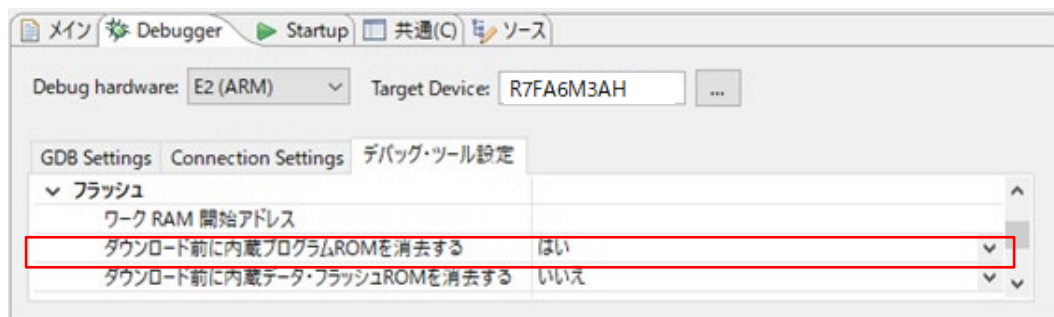 メイン Debugger Startup 共通(C) ソース
Debug hardware: E2 (ARM) Target Device: R7FA6M3AH ...
GDB Settings Connection Settings デバッグ・ツール設定
フラッシュ
ワーク RAM 開始アドレス
ダウンロード前に内蔵プログラムROMを消去する はい
ダウンロード前に内蔵データ・フラッシュROMを消去する いいえ